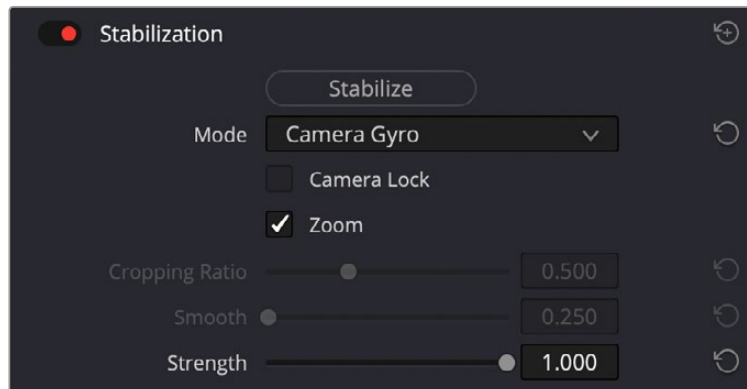 Stabilization
Stabilize
Mode Camera Gyro
Camera Lock
Zoom
Cropping Ratio 0.500
Smooth 0.250
Strength 1.000